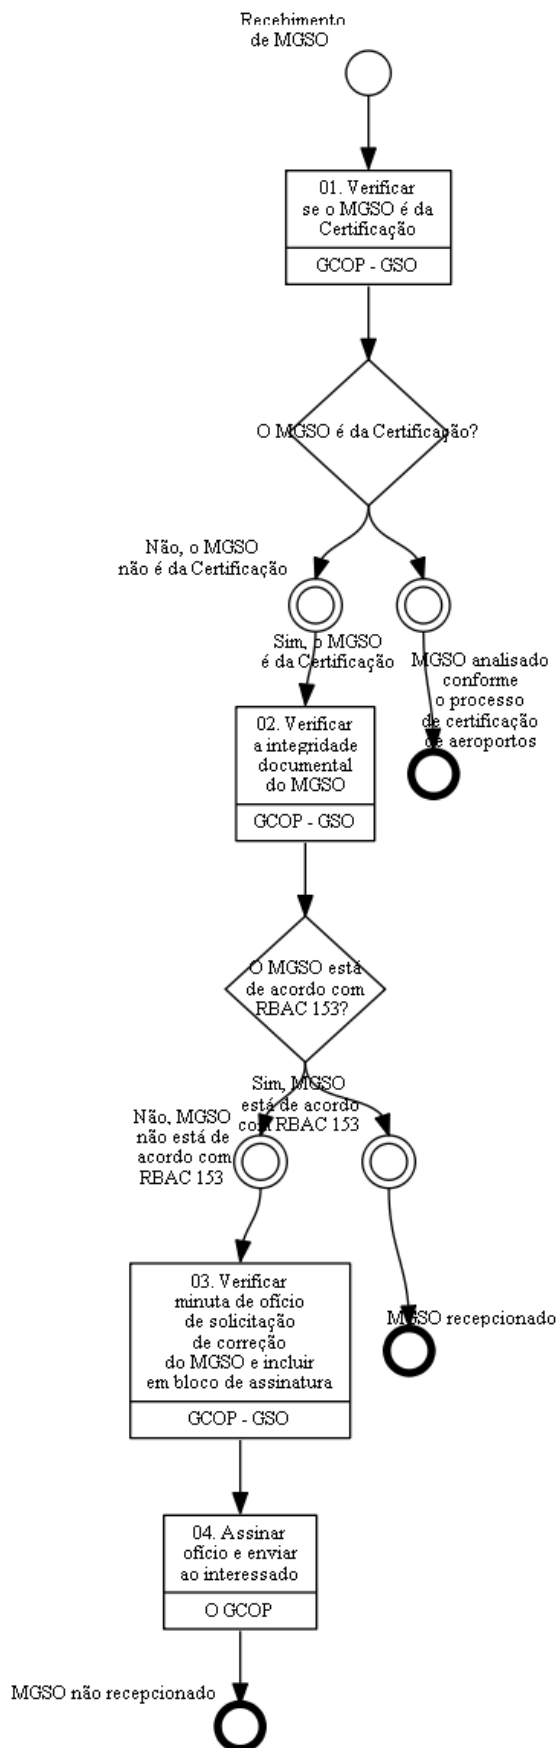 Recebimento
de MGSO
01. Verificar
se o MGSO é da
Certificação
GCOP - GSO
O MGSO é da Certificação?
Não, o MGSO
não é da Certificação
Sim, o MGSO
é da Certificação
MGSO analisado
conforme
o processo
de certificação
de aeroportos
02. Verificar
a integridade
documental
do MGSO
GCOP - GSO
O MGSO está
de acordo com
RBAC 153?
Sim, MGSO
está de acordo
com RBAC 153
Não, MGSO
não está de
acordo com
RBAC 153
03. Verificar
minuta de ofício
de solicitação
de correção
do MGSO e incluir
em bloco de assinatura
GCOP - GSO
MGSO recepcionado
04. Assinar
ofício e enviar
ao interessado
O GCOP
MGSO não recepcionado